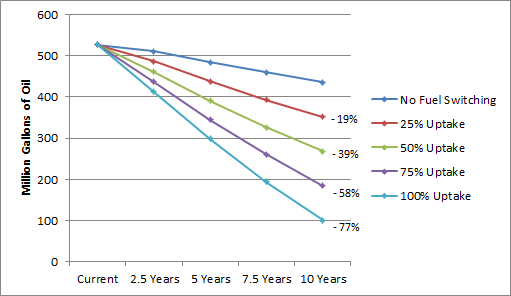 Million Gallons of Oil
600
500
400
300
200
100
0
Current 2.5 Years 5 Years 7.5 Years 10 Years
- 19%
- 39%
- 58%
- 77%
No Fuel Switching
25% Uptake
50% Uptake
75% Uptake
100% Uptake